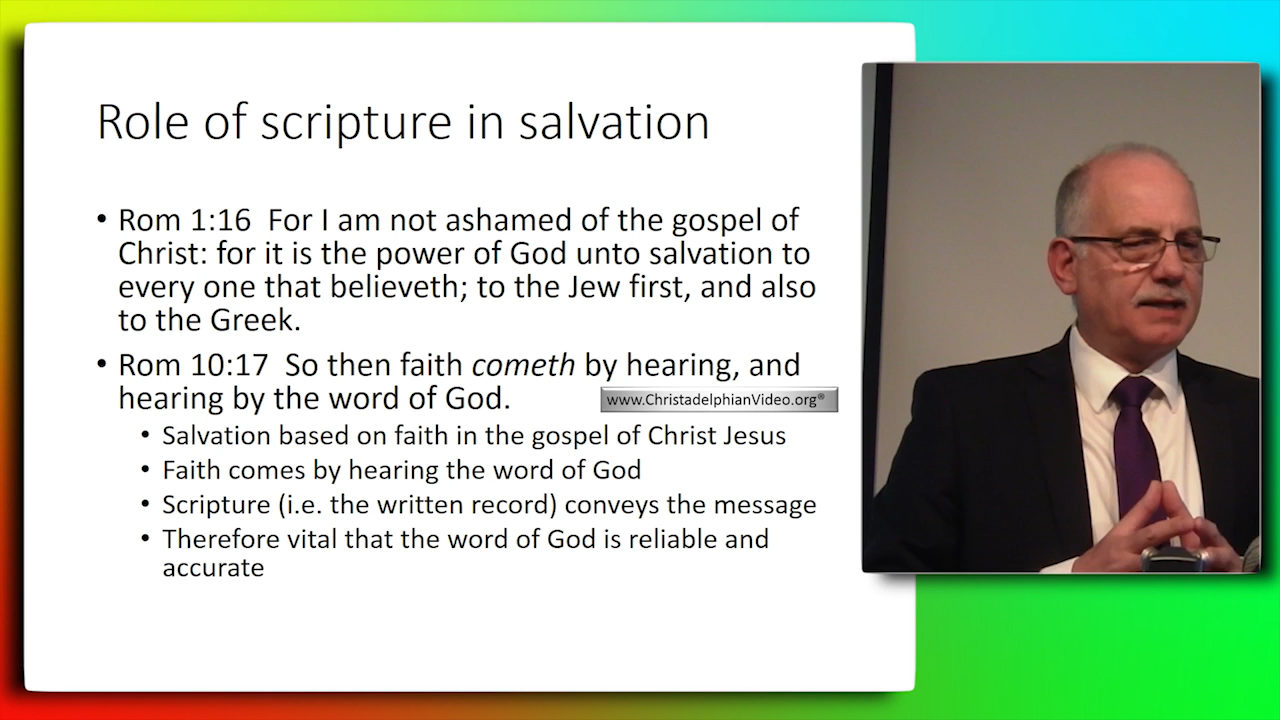 Role of scripture in salvation
• Rom 1:16 For I am not ashamed of the gospel of
Christ: for it is the power of God unto salvation to
every one that believeth; to the Jew first, and also
to the Greek.
• Rom 10:17 So then faith cometh by hearing, and
hearing by the word of God.
www.ChristadelphianVideo.org®
• Salvation based on faith in the gospel of Christ Jesus
• Faith comes by hearing the word of God
• Scripture (i.e. the written record) conveys the message
• Therefore vital that the word of God is reliable and
accurate